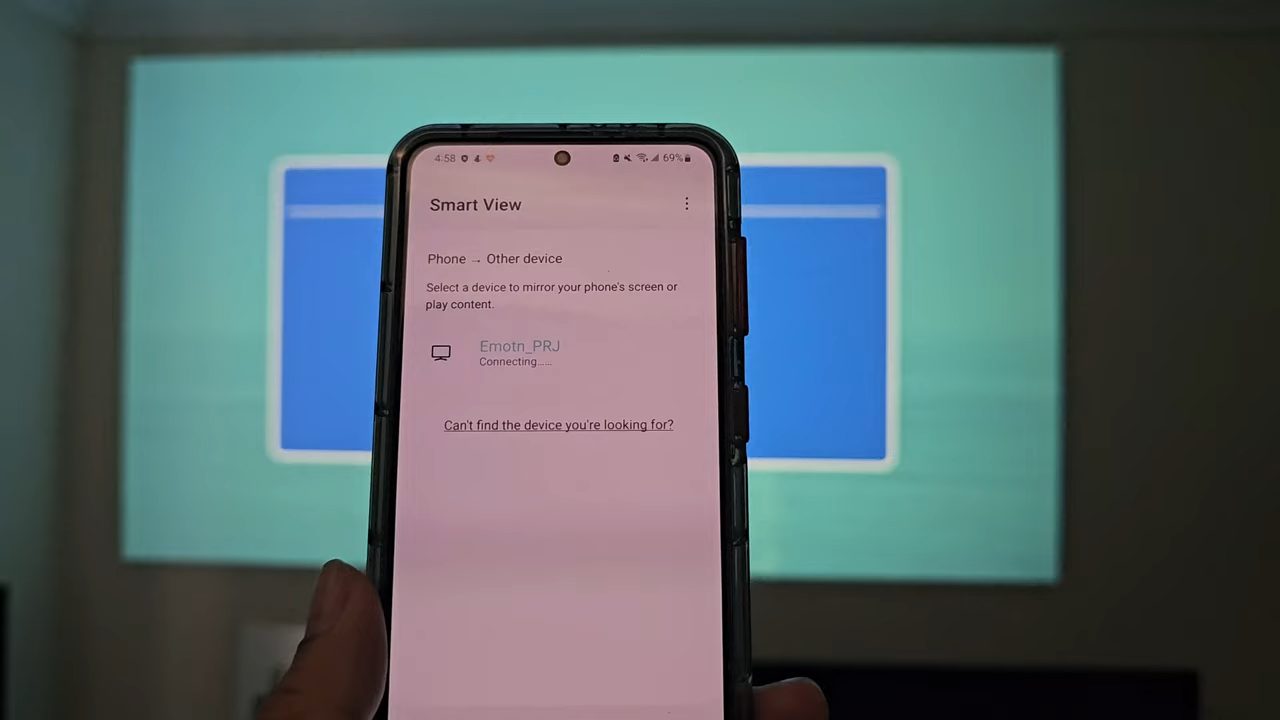 4:58 69%
Smart View
Phone → Other device
Select a device to mirror your phone's screen or
play content.
Emotn_PRJ
Connecting......
Can't find the device you're looking for?